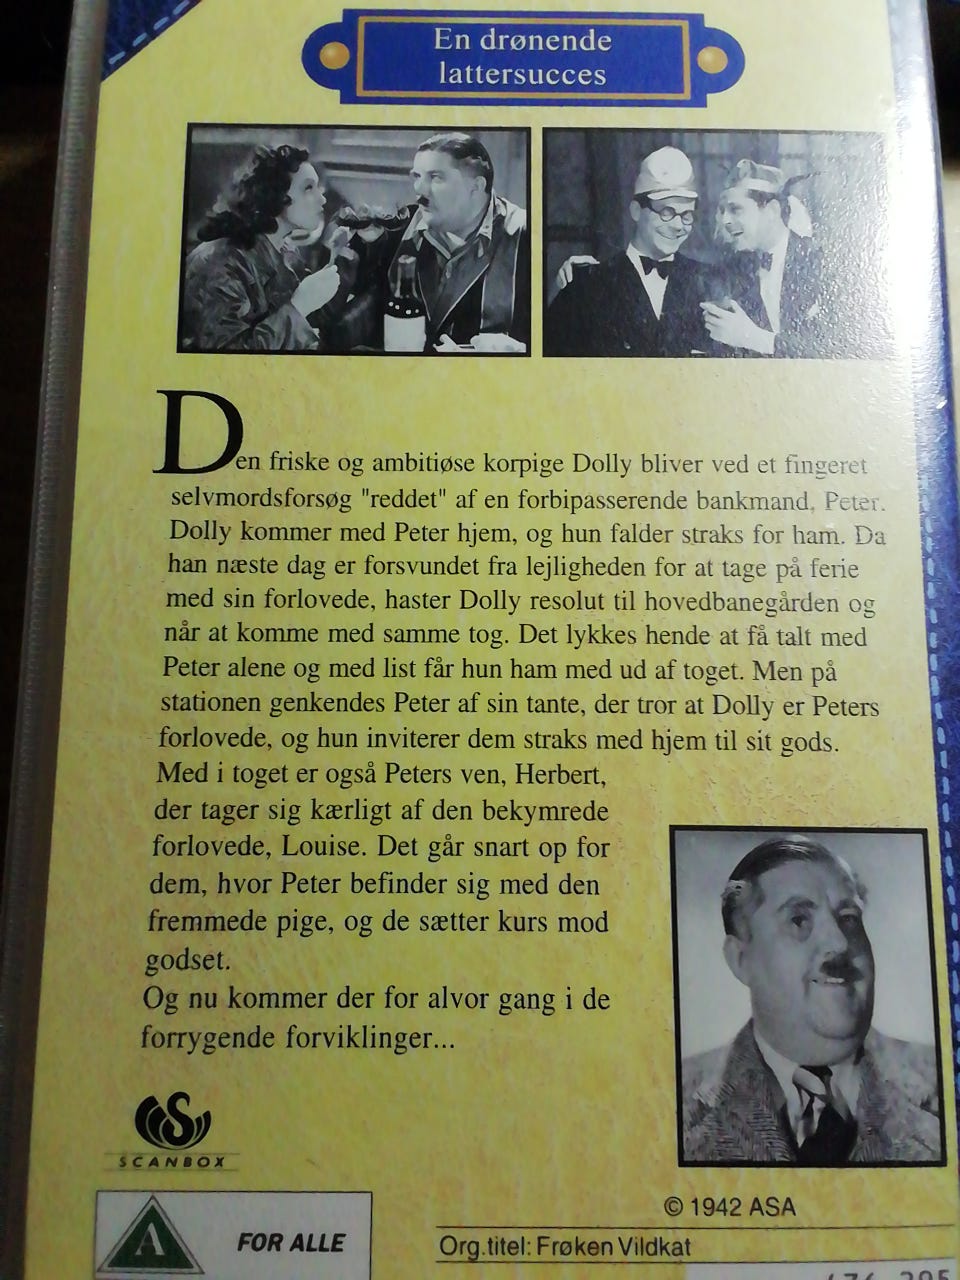 En drønende
lattersucces
Den friske og ambitiøse korpige Dolly bliver ved et fingeret
selvmordsforsøg "reddet" af en forbipasserende bankmand, Peter.
Dolly kommer med Peter hjem, og hun falder straks for ham. Da
han næste dag er forsvundet fra lejligheden for at tage på ferie
med sin forlovede, haster Dolly resolut til hovedbanegården og
når at komme med samme tog. Det lykkes hende at få talt med
Peter alene og med list får hun ham med ud af toget. Men på
stationen genkendes Peter af sin tante, der tror at Dolly er Peters
forlovede, og hun inviterer dem straks med hjem til sit gods.
Med i toget er også Peters ven, Herbert,
der tager sig kærligt af den bekymrede
forlovede, Louise. Det går snart op for
dem, hvor Peter befinder sig med den
fremmede pige, og de sætter kurs mod
godset.
Og nu kommer der for alvor gang i de
forrygende forviklinger...
S
SCANBOX
A
FOR ALLE
© 1942 ASA
Org.titel: Frøken Vildkat